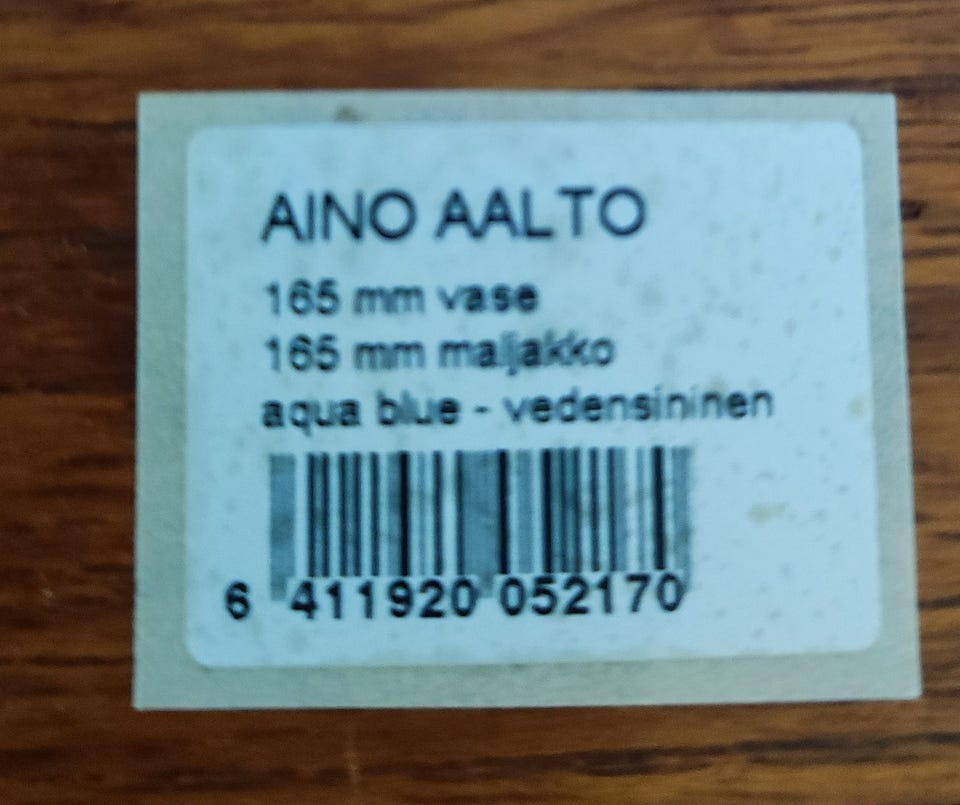 AINO AALTO
165 mm vase
165 mm maljakko
aqua blue - vedensininen
6 411920 052170